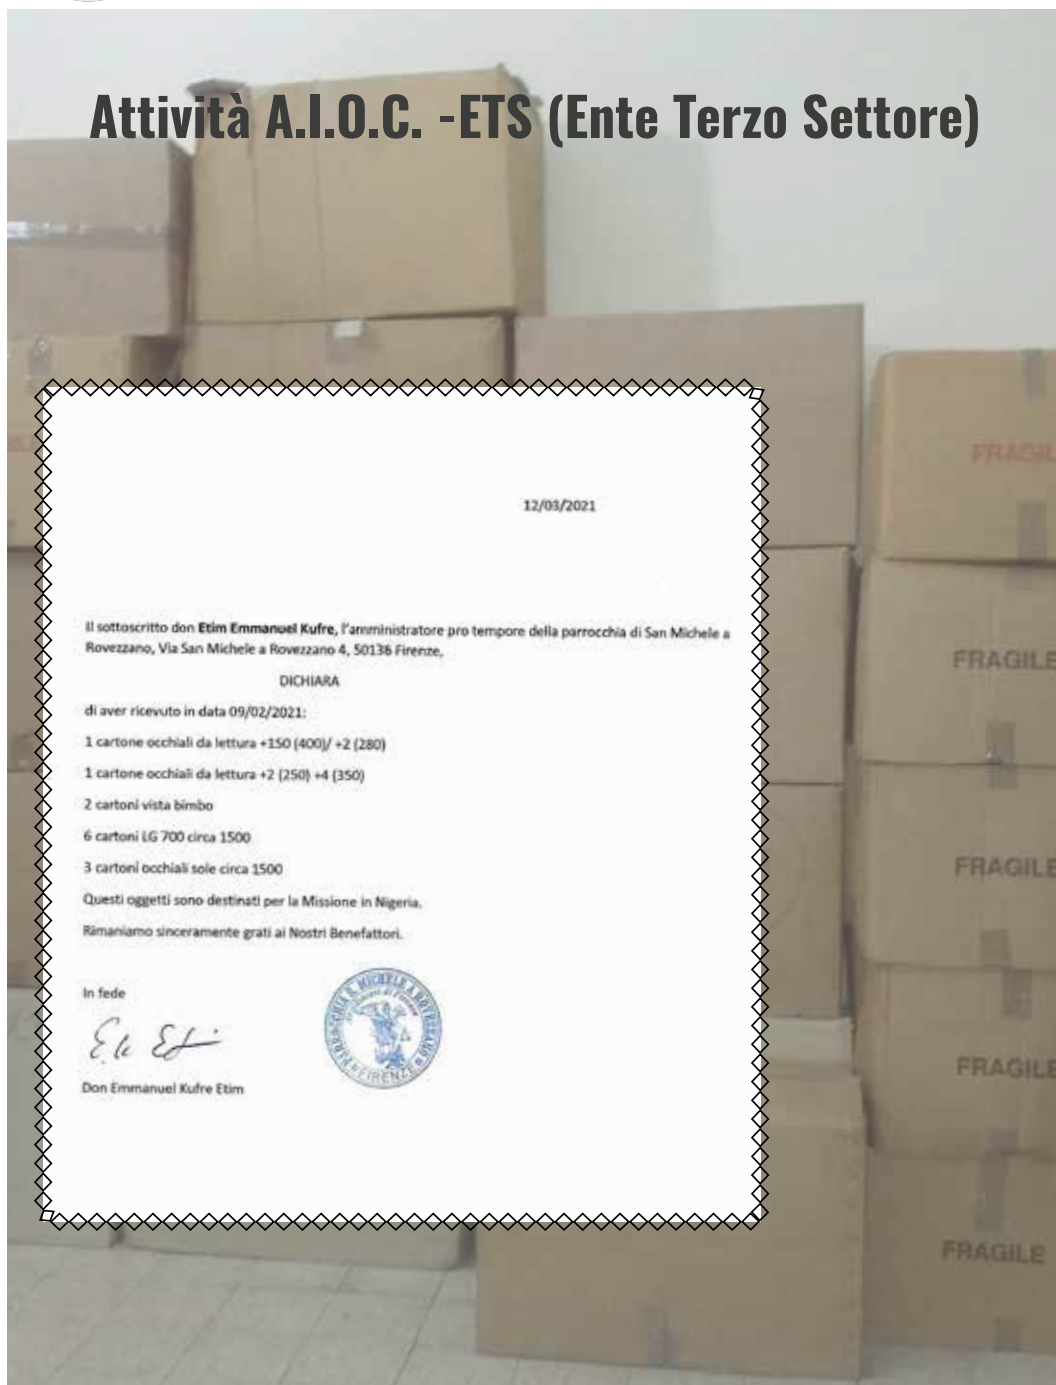 Attività A.I.O.C. -ETS (Ente Terzo Settore)
FRAGIL
FRAGILE
FRAGILE
FRAGILE
FRAGILE
12/03/2021
Il sottoscritto don Etim Emmanuel Kufre, l'amministratore pro tempore della parrocchia di San Michele a
Rovezzano, Via San Michele a Rovezzano 4, 50136 Firenze,
DICHIARA
di aver ricevuto in data 09/02/2021:
1 cartone occhiali da lettura +150 (400)/ +2 (280)
1 cartone occhiali da lettura +2 (250) +4 (350)
2 cartoni vista bimbo
6 cartoni LG 700 circa 1500
3 cartoni occhiali sole circa 1500
Questi oggetti sono destinati per la Missione in Nigeria.
Rimaniamo sinceramente grati ai Nostri Benefattori.
In fede
Don Emmanuel Kufre Etim
PARROCCHIA S. MICHELE A ROVEZZANO
FIRENZE